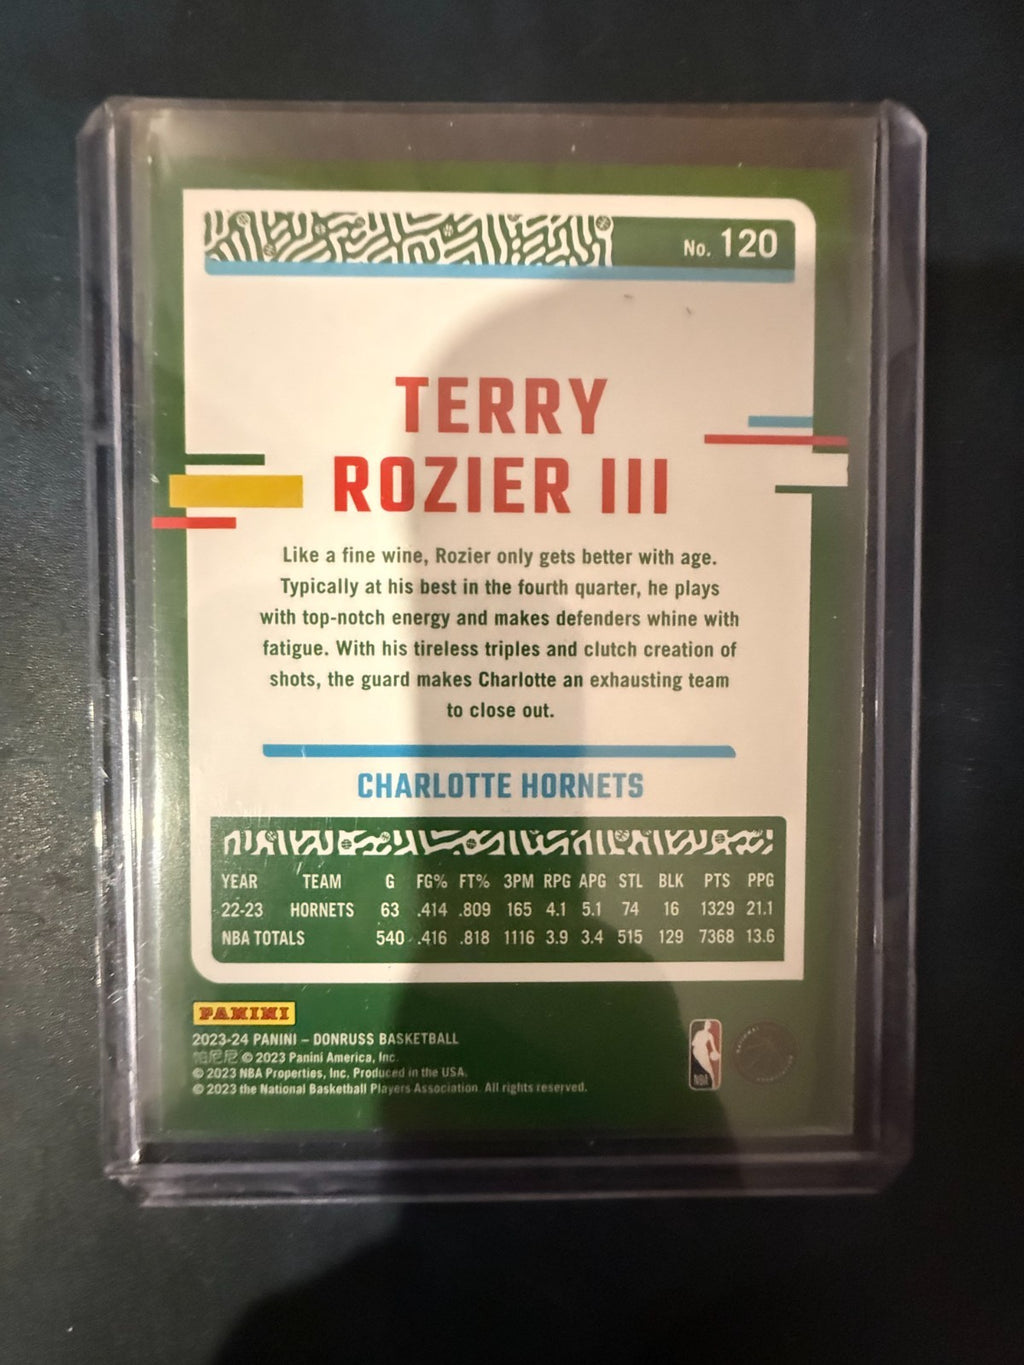 No. 120
TERRY
ROZIER III
Like a fine wine, Rozier only gets better with age.
Typically at his best in the fourth quarter, he plays
with top-notch energy and makes defenders whine with
fatigue. With his tireless triples and clutch creation of
shots, the guard makes Charlotte an exhausting team
to close out.
CHARLOTTE HORNETS
YEAR TEAM G FG% FT% 3PM RPG APG STL BLK PTS PPG
22-23 HORNETS 63 .414 .809 165 4.1 5.1 74 16 1329 21.1
NBA TOTALS 540 .416 .818 1116 3.9 3.4 515 129 7368 13.6
PANINI
2023-24 PANINI – DONRUSS BASKETBALL
帕尼尼 © 2023 Panini America, Inc.
© 2023 NBA Properties, Inc. Produced in the USA.
© 2023 the National Basketball Players Association. All rights reserved.
NBA